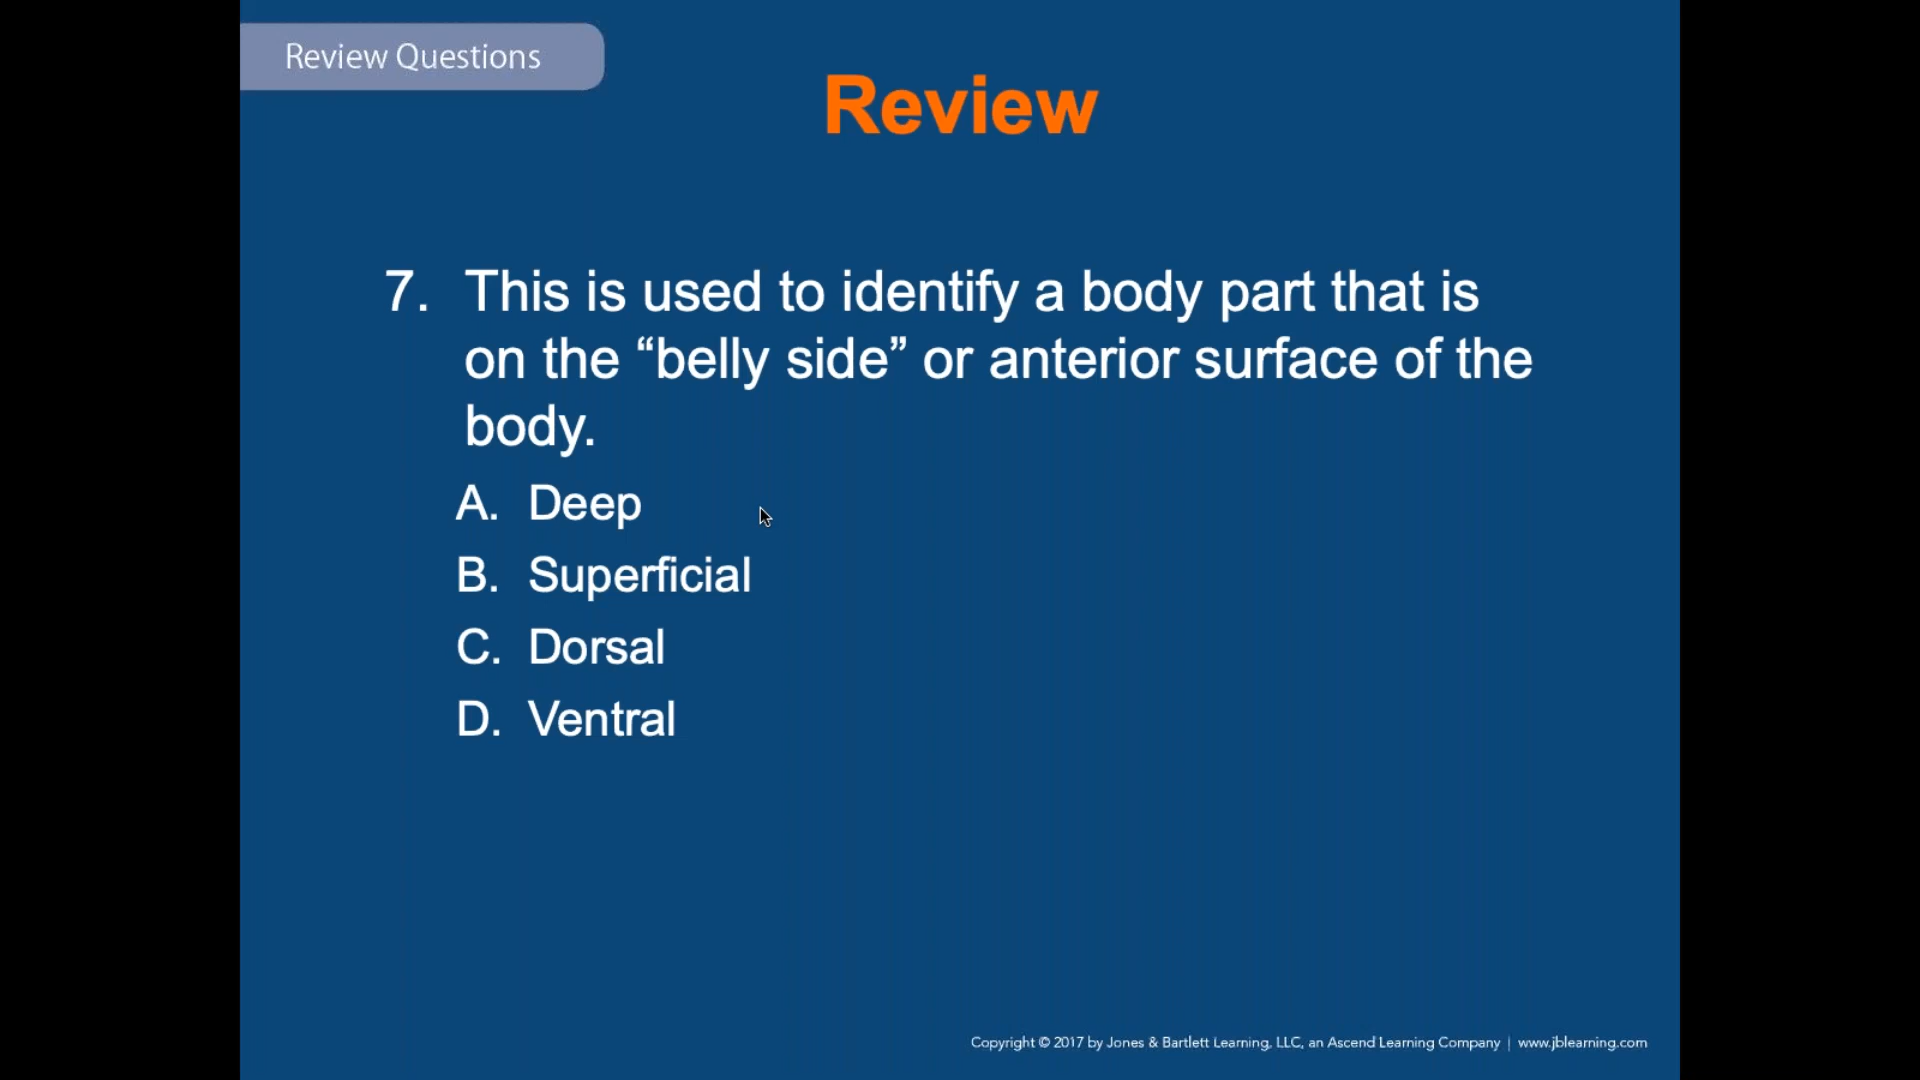 Review Questions
Review
7. This is used to identify a body part that is
on the “belly side” or anterior surface of the
body.
A. Deep
B. Superficial
C. Dorsal
D. Ventral
Copyright © 2017 by Jones & Bartlett Learning, LLC, an Ascend Learning Company | www.jblearning.com